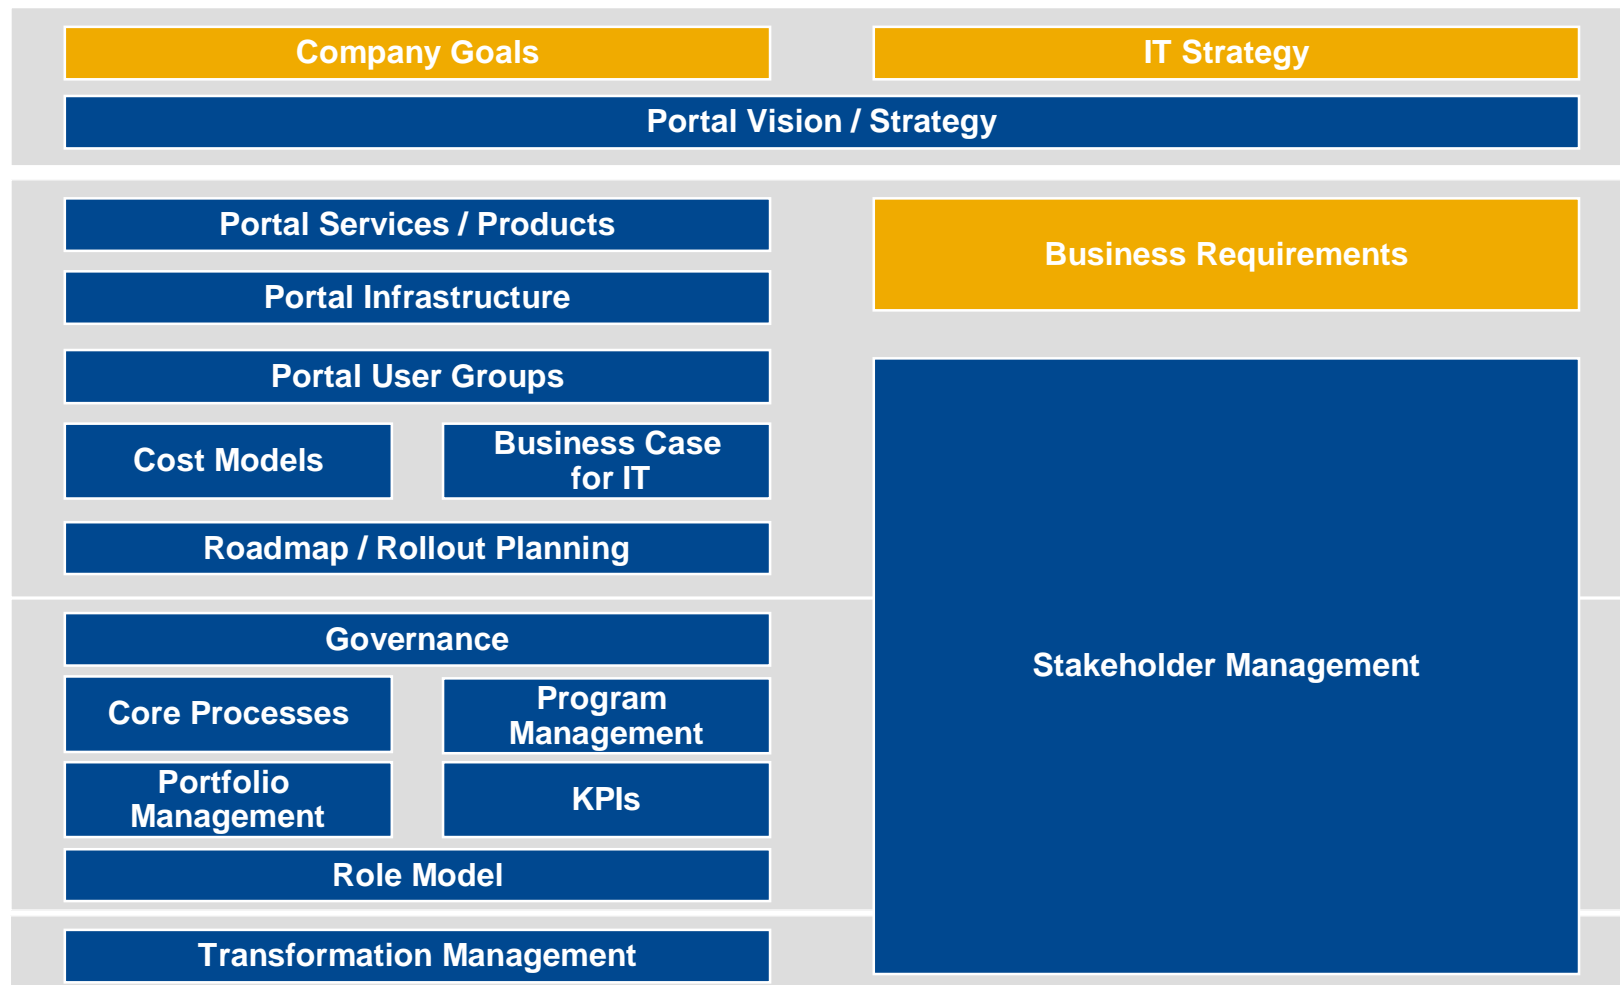 Company Goals
IT Strategy
Portal Vision / Strategy
Portal Services / Products
Business Requirements
Portal Infrastructure
Portal User Groups
Cost Models
Business Case
for IT
Roadmap / Rollout Planning
Governance
Stakeholder Management
Core Processes
Program
Management
Portfolio
Management
KPIs
Role Model
Transformation Management